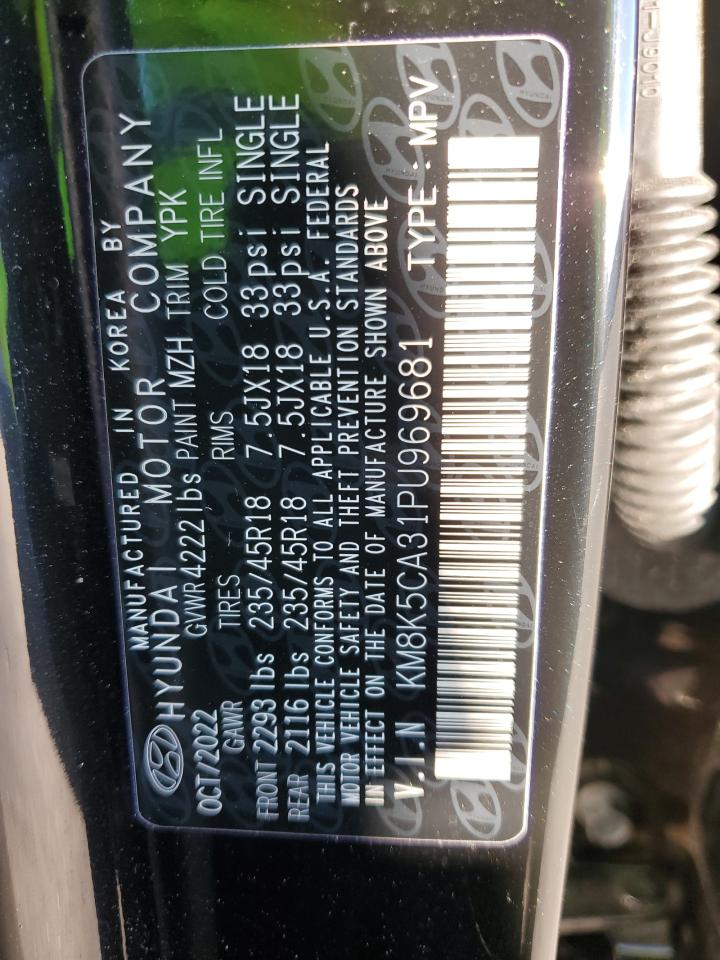 MANUFACTURED IN KOREA BY
HYUNDAI MOTOR COMPANY
OCT/2022 GVWR 4222 lbs PAINT MZH TRIM YPK
GAWR TIRES RIMS COLD TIRE INFL
FRONT 2293 lbs 235/45R18 7.5JX18 33psi SINGLE
REAR 2116 lbs 235/45R18 7.5JX18 33psi SINGLE
THIS VEHICLE CONFORMS TO ALL APPLICABLE U.S.A. FEDERAL
MOTOR VEHICLE SAFETY AND THEFT PREVENTION STANDARDS
IN EFFECT ON THE DATE OF MANUFACTURE SHOWN ABOVE
V.I.N KM8K5CA31PU969681 TYPE : MPV